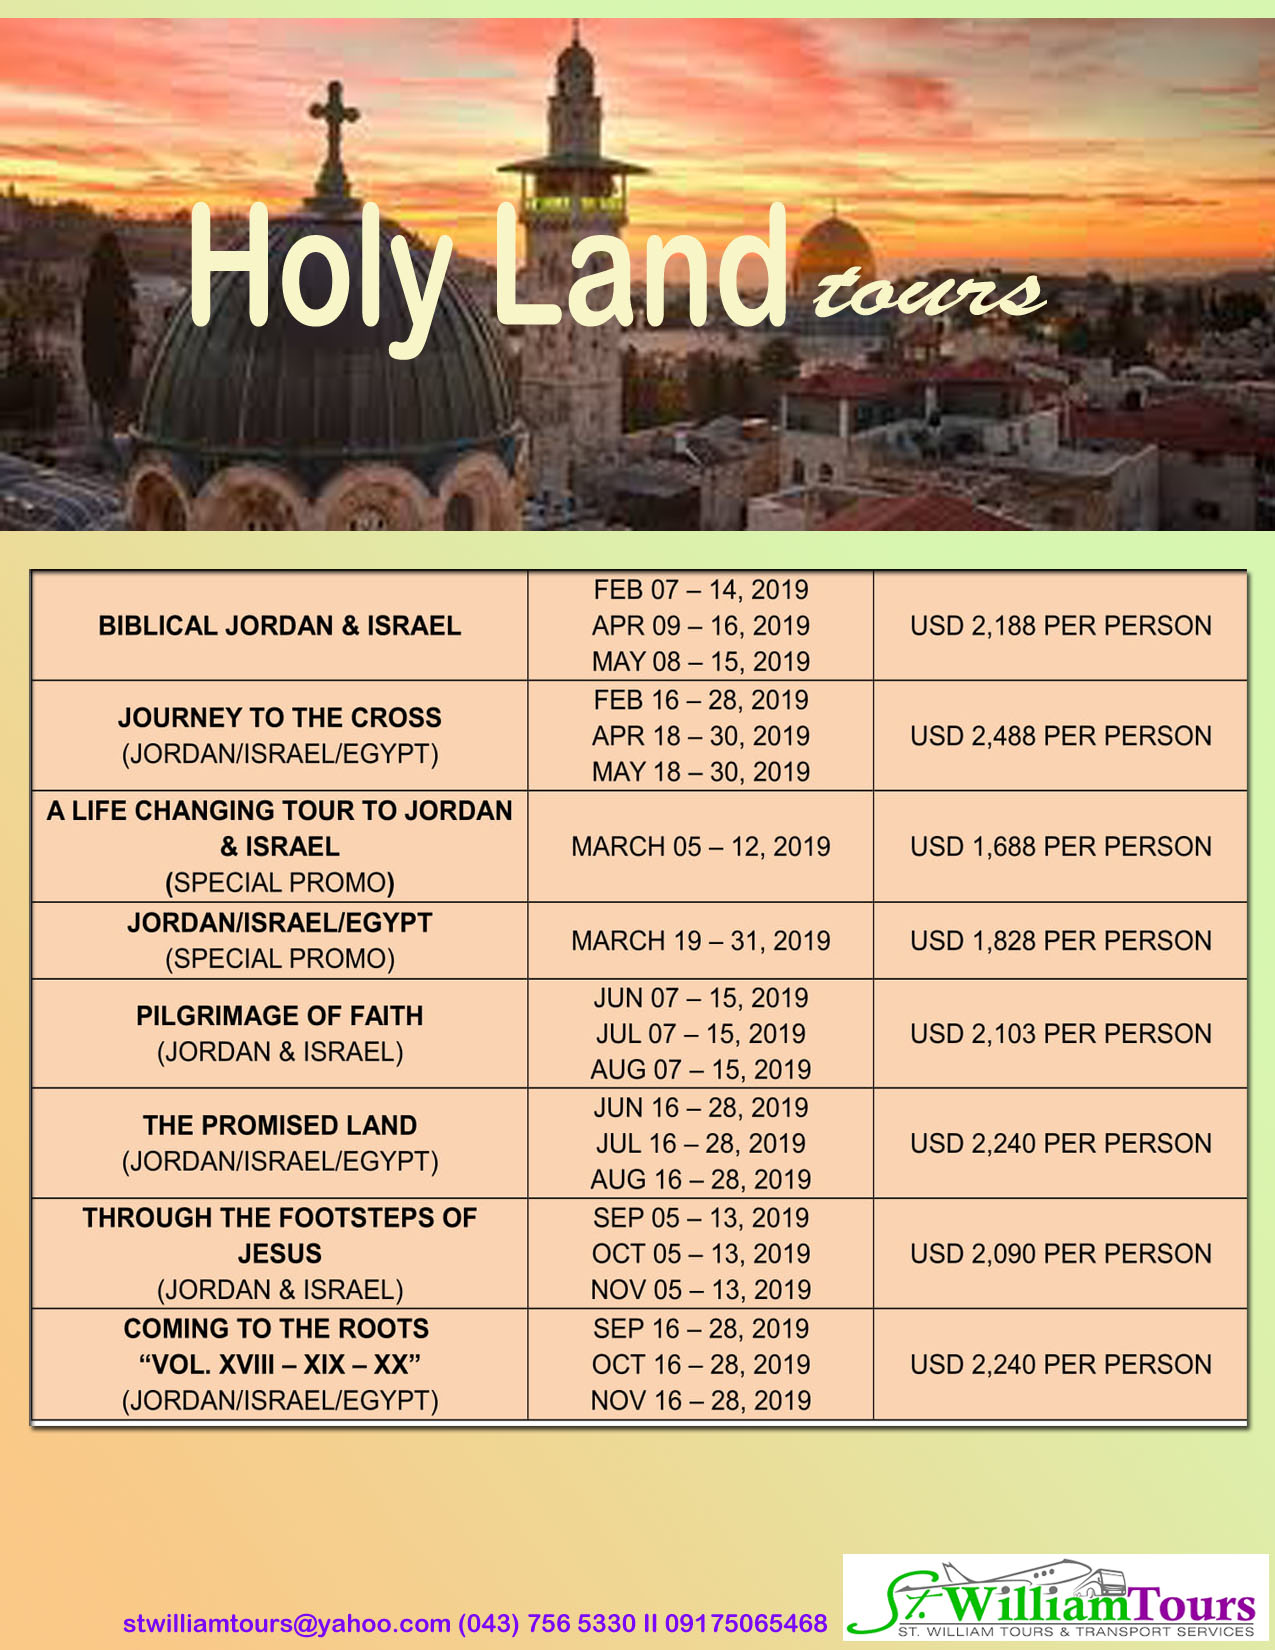 Holy Land tours
BIBLICAL JORDAN & ISRAEL
FEB 07 – 14, 2019
APR 09 – 16, 2019
MAY 08 – 15, 2019
USD 2,188 PER PERSON
JOURNEY TO THE CROSS
(JORDAN/ISRAEL/EGYPT)
FEB 16 – 28, 2019
APR 18 – 30, 2019
MAY 18 – 30, 2019
USD 2,488 PER PERSON
A LIFE CHANGING TOUR TO JORDAN
& ISRAEL
(SPECIAL PROMO)
MARCH 05 – 12, 2019
USD 1,688 PER PERSON
JORDAN/ISRAEL/EGYPT
(SPECIAL PROMO)
MARCH 19 – 31, 2019
USD 1,828 PER PERSON
PILGRIMAGE OF FAITH
(JORDAN & ISRAEL)
JUN 07 – 15, 2019
JUL 07 – 15, 2019
AUG 07 – 15, 2019
USD 2,103 PER PERSON
THE PROMISED LAND
(JORDAN/ISRAEL/EGYPT)
JUN 16 – 28, 2019
JUL 16 – 28, 2019
AUG 16 – 28, 2019
USD 2,240 PER PERSON
THROUGH THE FOOTSTEPS OF
JESUS
(JORDAN & ISRAEL)
SEP 05 – 13, 2019
OCT 05 – 13, 2019
NOV 05 – 13, 2019
USD 2,090 PER PERSON
COMING TO THE ROOTS
“VOL. XVIII – XIX – XX”
(JORDAN/ISRAEL/EGYPT)
SEP 16 – 28, 2019
OCT 16 – 28, 2019
NOV 16 – 28, 2019
USD 2,240 PER PERSON
stwilliamtours@yahoo.com (043) 756 5330 II 09175065468
St. WilliamTours
ST. WILLIAM TOURS & TRANSPORT SERVICES